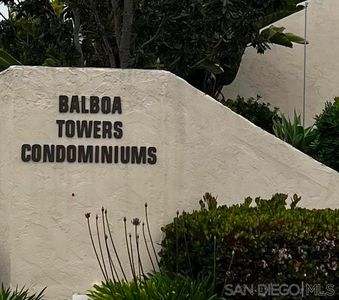 BALBOA
TOWERS
CONDOMINIUMS
SAN DIEGO MLS